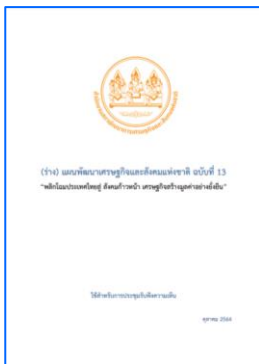 (ร่าง) แผนพัฒนาเศรษฐกิจและสังคมแห่งชาติ ฉบับที่ 13
"พลิกโฉมประเทศไทยสู่ สังคมก้าวหน้า เศรษฐกิจสร้างมูลค่าอย่างยั่งยืน"
ใช้สำหรับการประชุมรับฟังความเห็น
ตุลาคม 2564